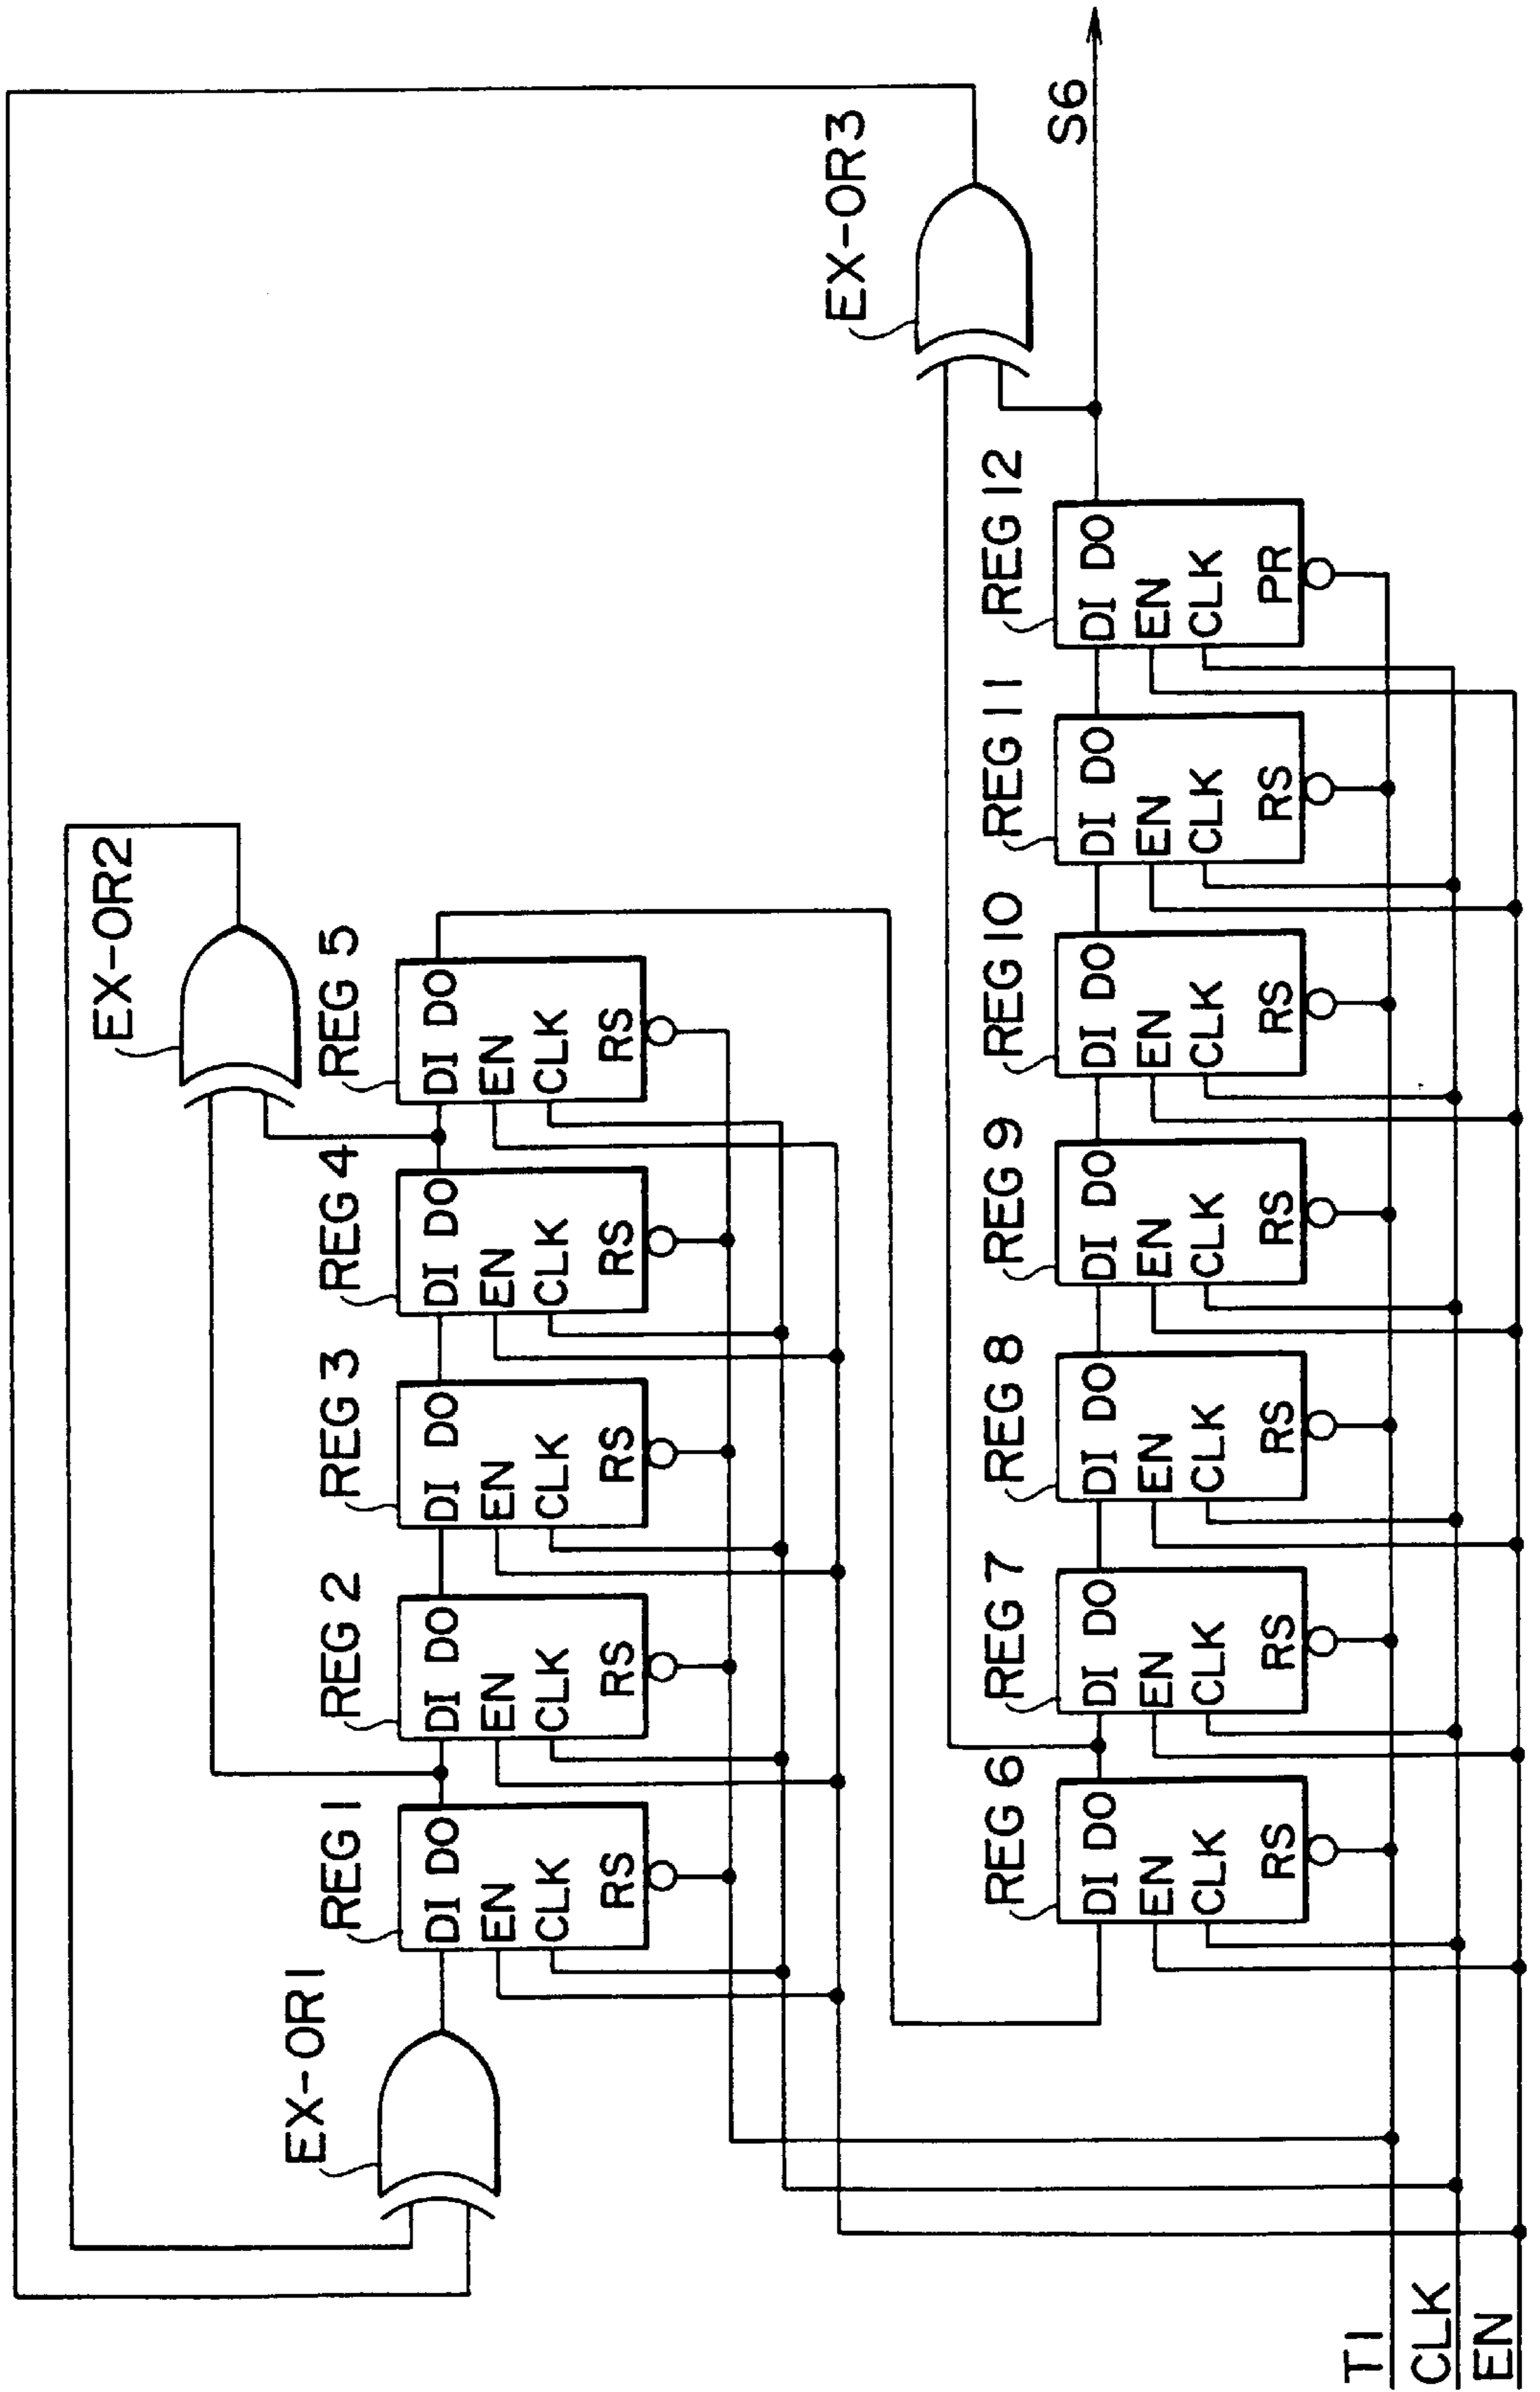 EX-OR2
EX-OR1
REG 1
REG 2
REG 3
REG 4
REG 5
DI DO
EN
CLK
RS
DI DO
EN
CLK
RS
DI DO
EN
CLK
RS
DI DO
EN
CLK
RS
DI DO
EN
CLK
RS
EX-OR3
S6
REG 6
REG 7
REG 8
REG 9
REG 10
REG 11
REG 12
DI DO
EN
CLK
RS
DI DO
EN
CLK
RS
DI DO
EN
CLK
RS
DI DO
EN
CLK
RS
DI DO
EN
CLK
RS
DI DO
EN
CLK
RS
DI DO
EN
CLK
PR
T1
CLK
EN